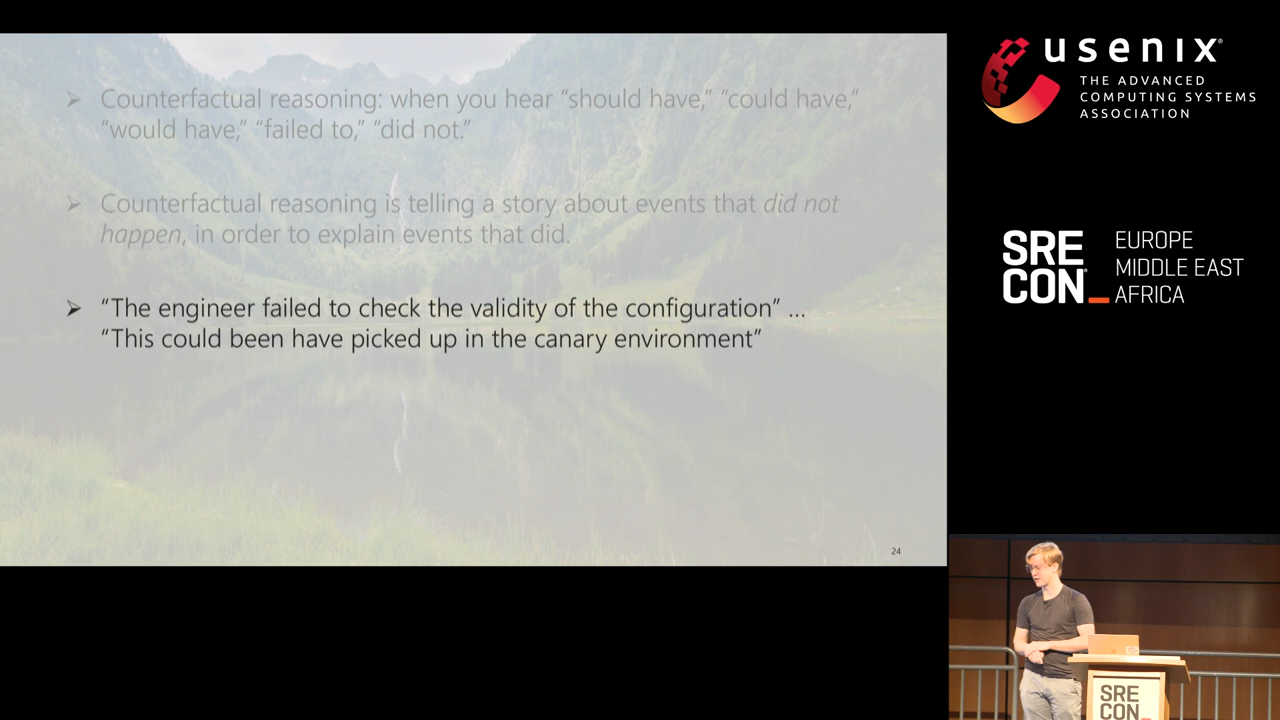 Counterfactual reasoning: when you hear “should have,” “could have,”
“would have,” “failed to,” “did not.”
Counterfactual reasoning is telling a story about events that did not
happen, in order to explain events that did.
“The engineer failed to check the validity of the configuration” ...
“This could been have picked up in the canary environment”
24
usenix®
THE ADVANCED
COMPUTING SYSTEMS
ASSOCIATION
SRE
CON_
EUROPE
MIDDLE EAST
AFRICA
SRE
CON_